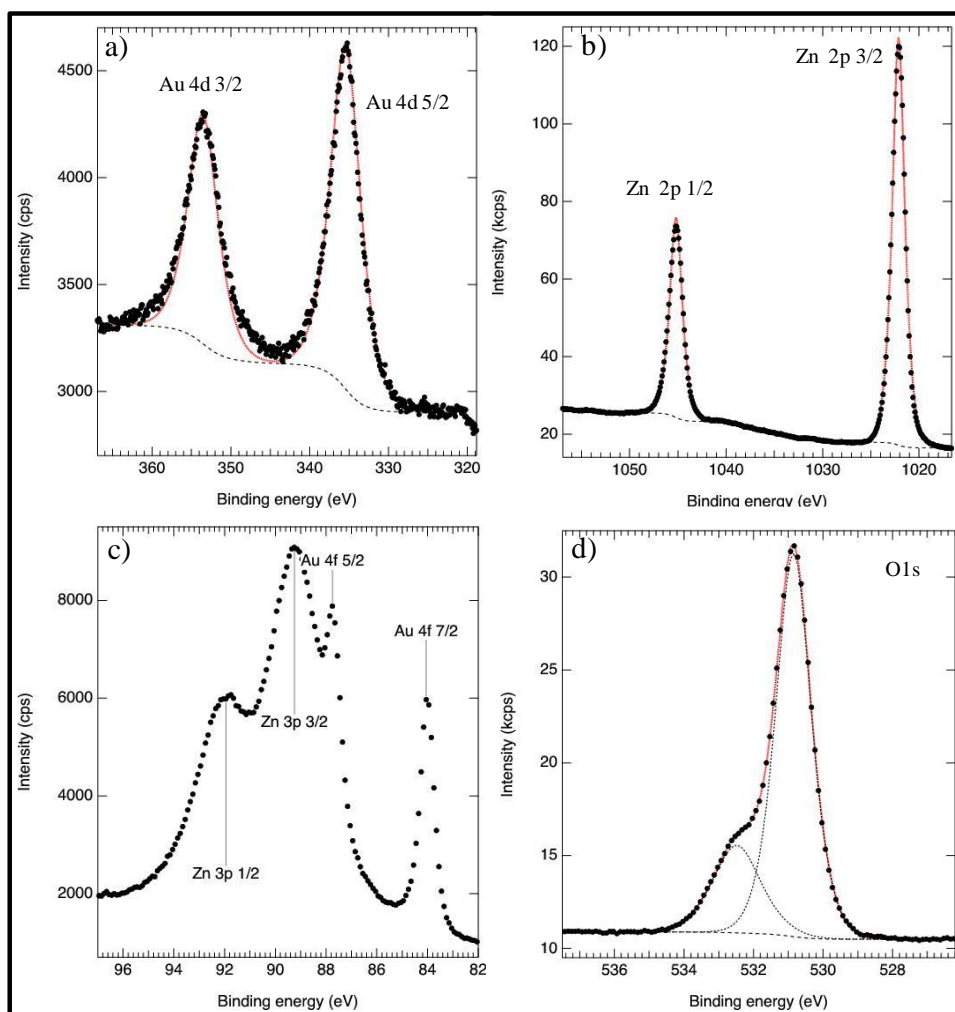 a)
Au 4d 3/2
Au 4d 5/2
Intensity (cps)
4500
4000
3500
3000
360
350
340
330
320
Binding energy (eV)
b)
Zn 2p 3/2
Zn 2p 1/2
Intensity (kcps)
120
100
80
60
40
20
1050
1040
1030
1020
Binding energy (eV)
c)
Au 4f 5/2
Au 4f 7/2
Zn 3p 3/2
Zn 3p 1/2
Intensity (cps)
8000
6000
4000
2000
96
94
92
90
88
86
84
82
Binding energy (eV)
d)
O1s
Intensity (kcps)
30
25
20
15
10
536
534
532
530
528
Binding energy (eV)